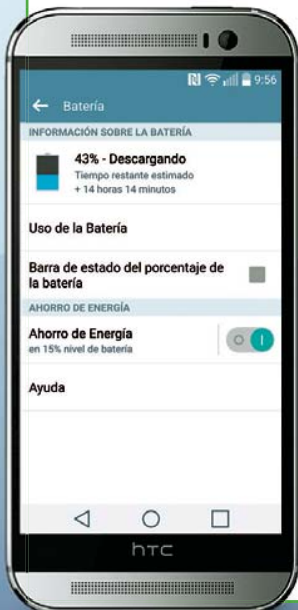 9:56
Batería
INFORMACIÓN SOBRE LA BATERÍA
43% - Descargando
Tiempo restante estimado
+ 14 horas 14 minutos
Uso de la Batería
Barra de estado del porcentaje de
la batería
AHORRO DE ENERGÍA
Ahorro de Energía
en 15% nivel de batería
Ayuda
hTC